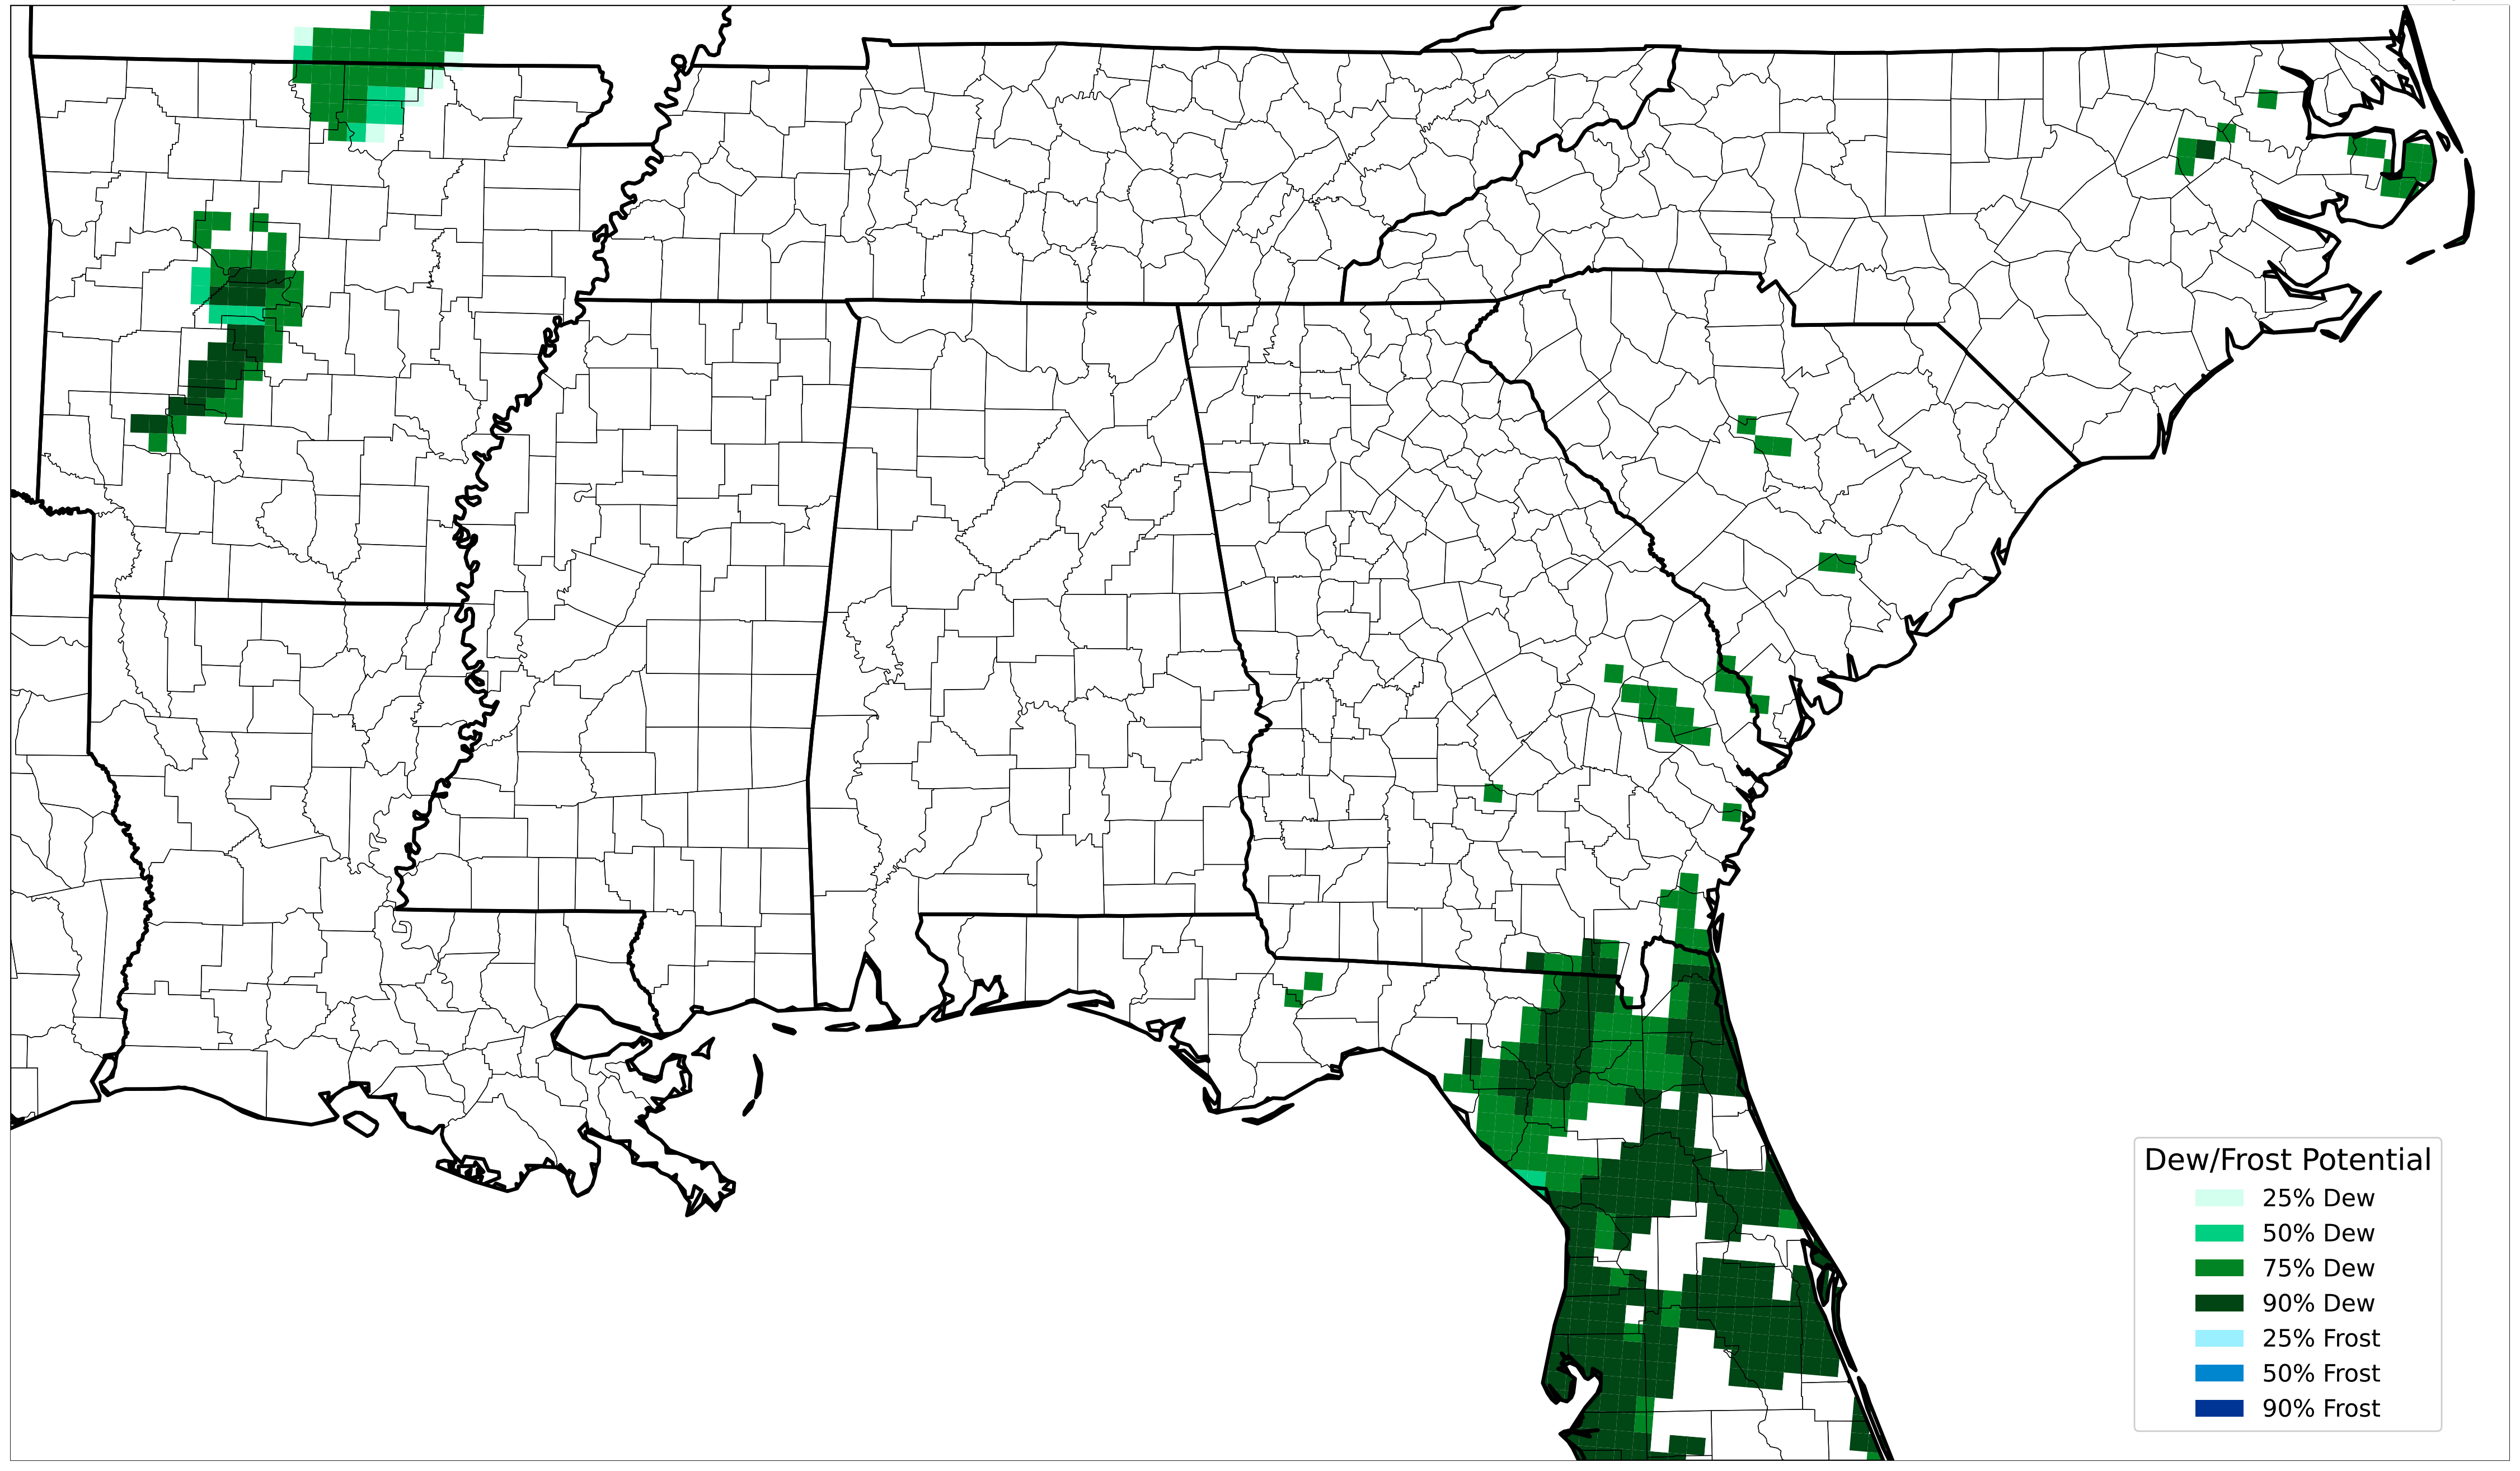 Dew/Frost Potential
25% Dew
50% Dew
75% Dew
90% Dew
25% Frost
50% Frost
90% Frost